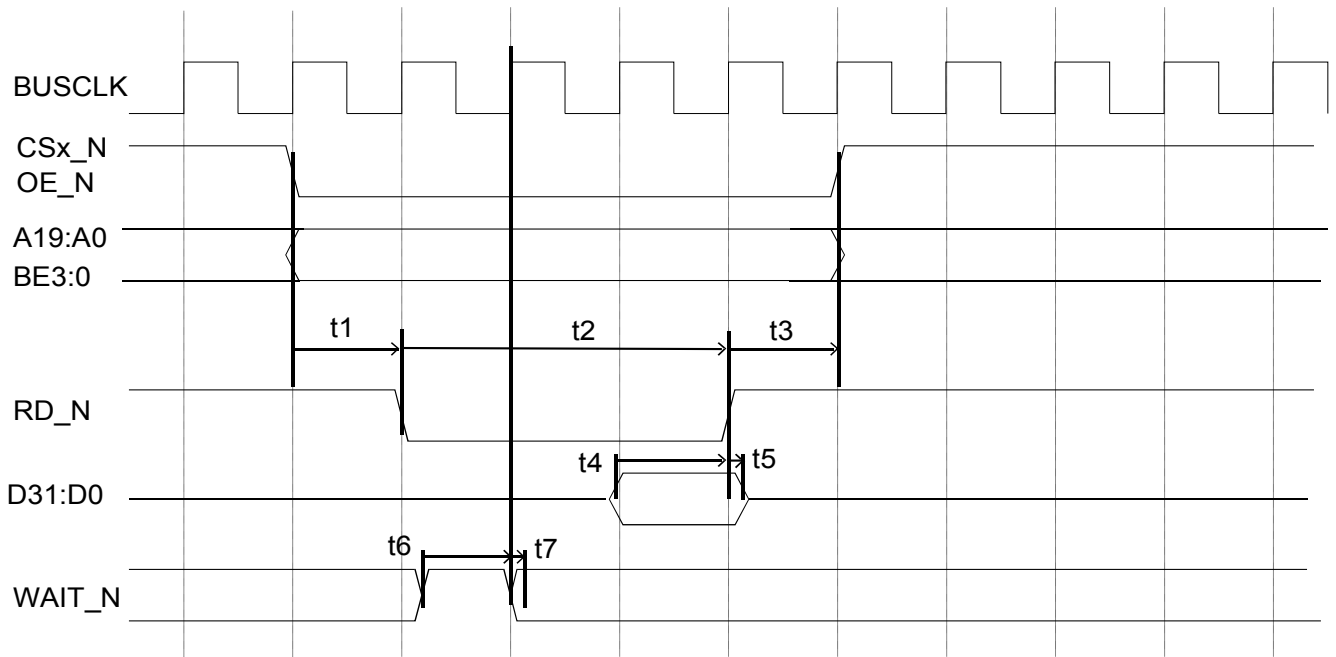 BUSCLK
CSx_N
OE_N
A19:A0
BE3:0
t1
t2
t3
RD_N
t4
t5
D31:D0
t6
t7
WAIT_N